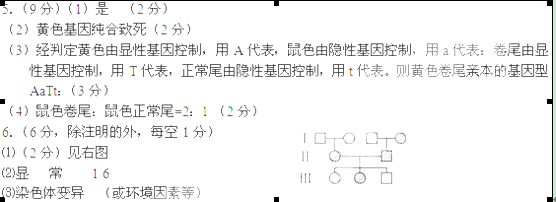 5.（9分）(1）是 （2分）
（2）黄色基因纯合致死(2分）
（3）经判定黄色由显性基因控制，用A代表，鼠色由隐性基因控制，用a代表：卷尾由显
性基因控制，用T代表，正常尾由隐性基因控制，用t代表。则黄色卷尾亲本的基因型
AaTt：（3分）
（4）鼠色卷尾：鼠色正常尾=2：1（2分）
6.（6分，除注明的外，每空1分）
⑴（2分）见右图
⑵显 常 1 6
⑶染色体变异 （或环境因素等）
I
II
III